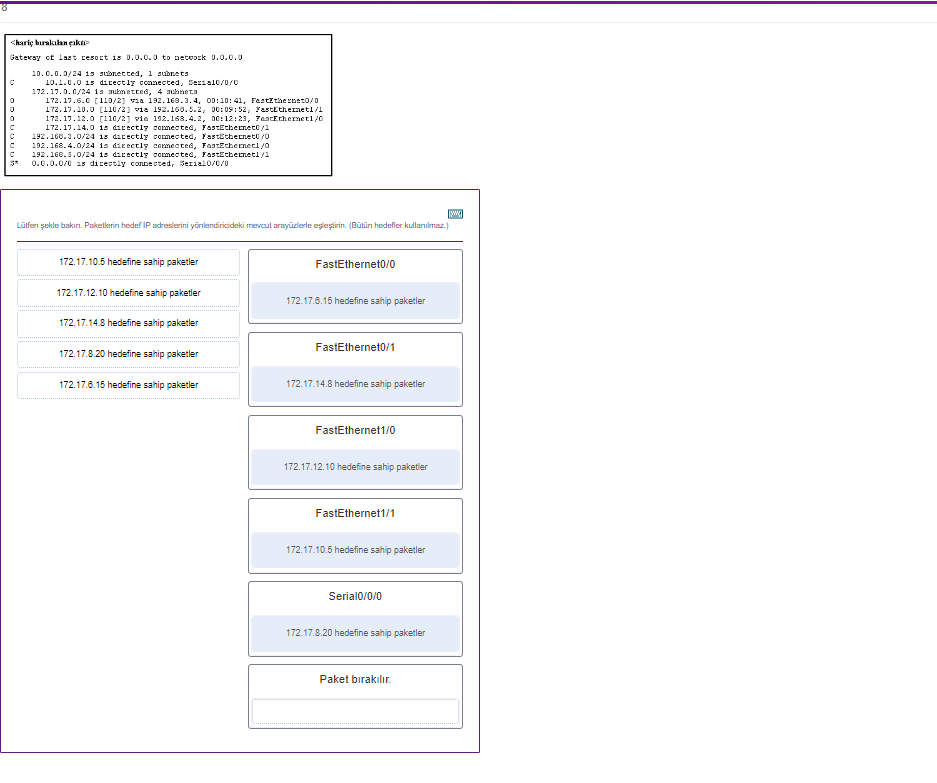 8
<hariç bırakılan çıktı>
Gateway of last resort is 0.0.0.0 to network 0.0.0.0
10.0.0.0/24 is subnetted, 1 subnets
C 10.1.0.0 is directly connected, Serial0/0/0
172.17.0.0/24 is subnetted, 4 subnets
O 172.17.6.0 [110/2] via 192.168.3.4, 00:10:41, FastEthernet0/0
O 172.17.10.0 [110/2] via 192.168.5.2, 00:09:52, FastEthernet1/1
O 172.17.12.0 [110/2] via 192.168.4.2, 00:12:23, FastEthernet1/0
C 172.17.14.0 is directly connected, FastEthernet0/1
C 192.168.3.0/24 is directly connected, FastEthernet0/0
C 192.168.4.0/24 is directly connected, FastEthernet1/0
C 192.168.5.0/24 is directly connected, FastEthernet1/1
S* 0.0.0.0/0 is directly connected, Serial0/0/0
Lütfen şekle bakın. Paketlerin hedef IP adreslerini yönlendiricideki mevcut arayüzlerle eşleştirin. (Bütün hedefler kullanılmaz.)
172.17.10.5 hedefine sahip paketler
172.17.12.10 hedefine sahip paketler
172.17.14.8 hedefine sahip paketler
172.17.8.20 hedefine sahip paketler
172.17.6.15 hedefine sahip paketler
FastEthernet0/0
172.17.6.15 hedefine sahip paketler
FastEthernet0/1
172.17.14.8 hedefine sahip paketler
FastEthernet1/0
172.17.12.10 hedefine sahip paketler
FastEthernet1/1
172.17.10.5 hedefine sahip paketler
Serial0/0/0
172.17.8.20 hedefine sahip paketler
Paket bırakılır.